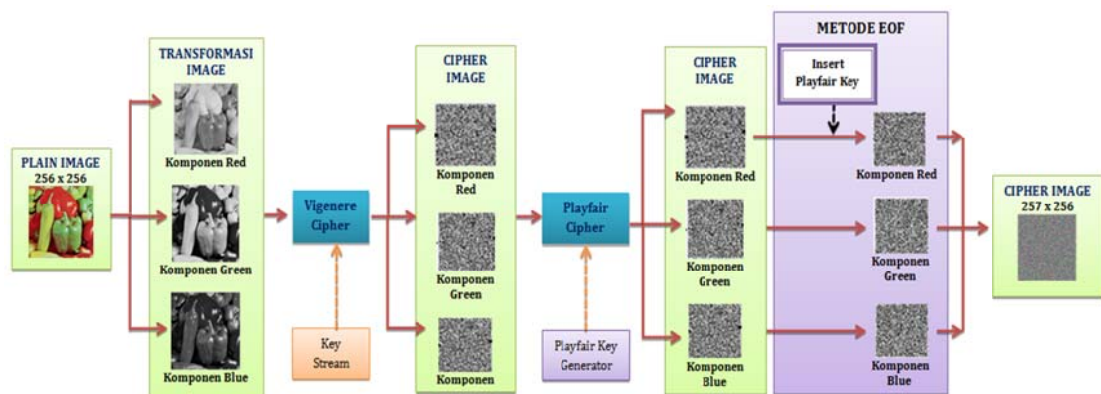 PLAIN IMAGE
256 x 256
TRANSFORMASI
IMAGE
Komponen Red
Komponen Green
Komponen Blue
Vigenere
Cipher
Key
Stream
CIPHER
IMAGE
Komponen
Red
Komponen
Green
Komponen
Playfair
Cipher
Playfair Key
Generator
CIPHER
IMAGE
Komponen Red
Komponen
Green
Komponen
Blue
METODE EOF
Insert
Playfair Key
Komponen Red
Komponen
Green
Komponen
Blue
CIPHER IMAGE
257 x 256